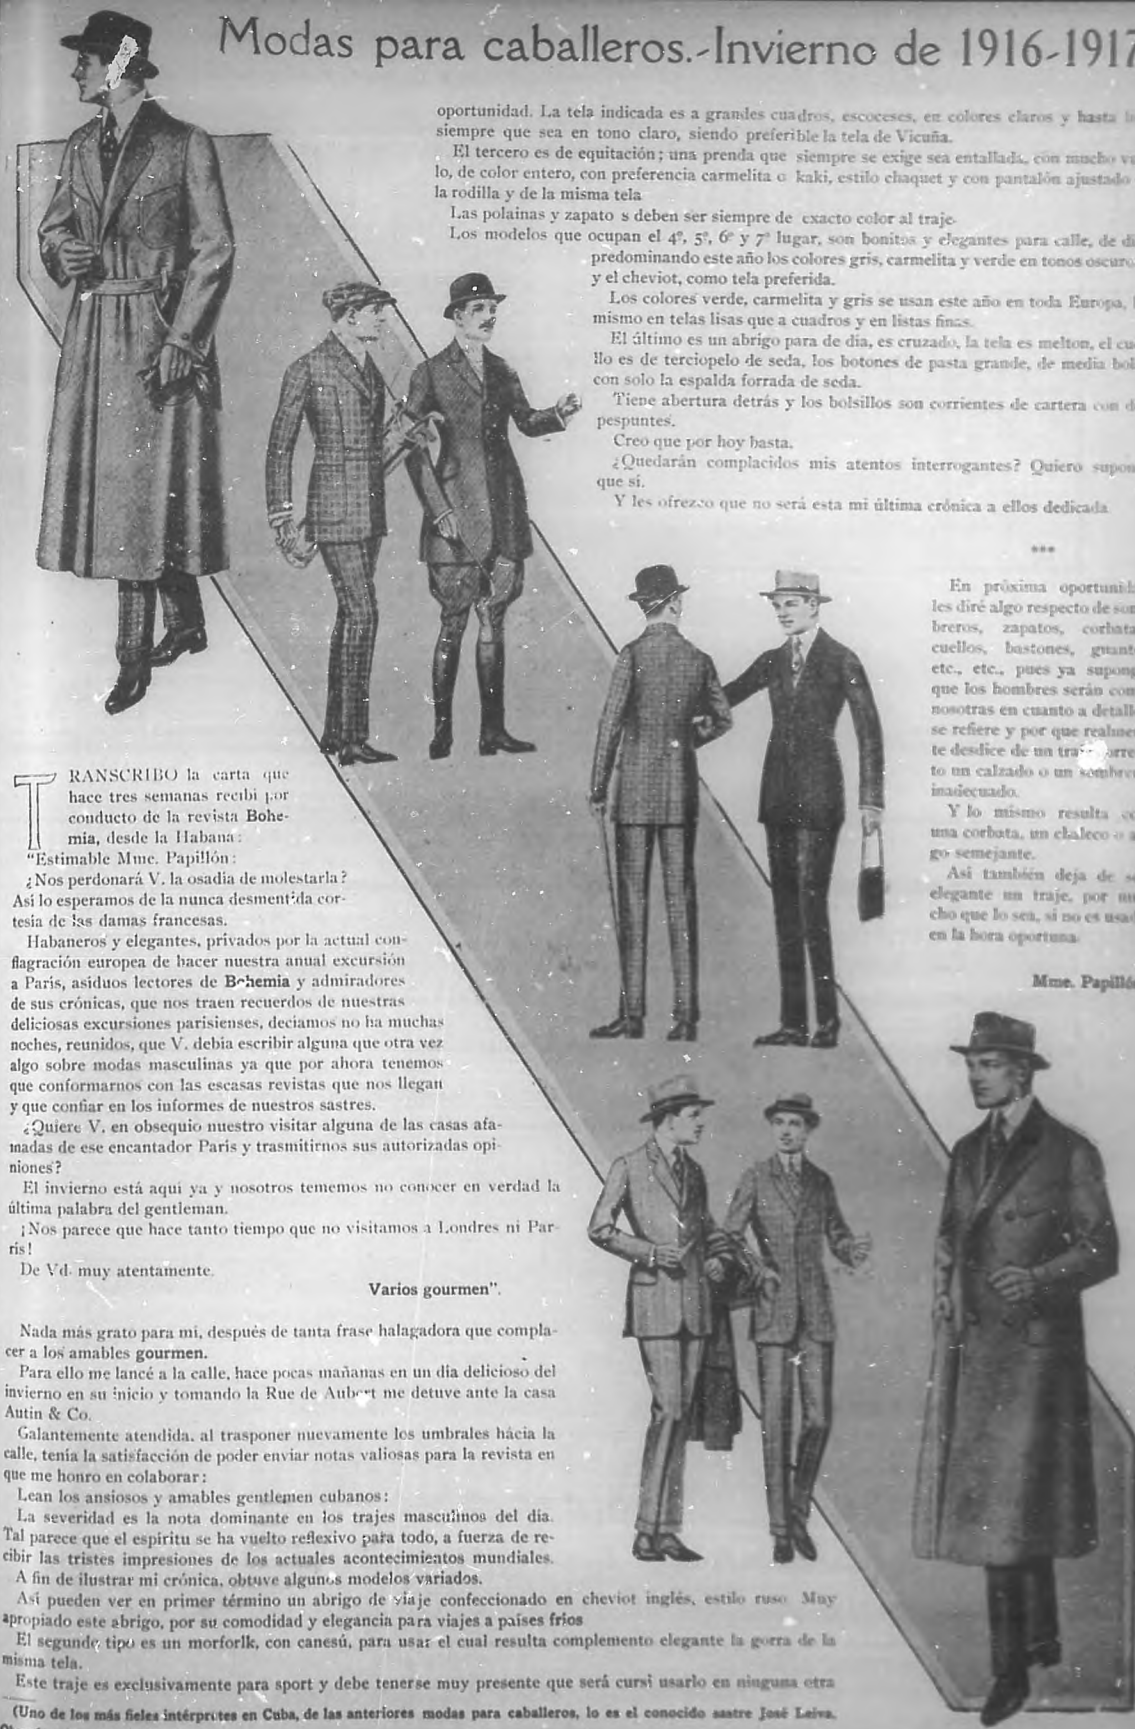 Modas para caballeros.-Invierno de 1916-1917
TRANSCRIBO la carta que
hace tres semanas recibí por
conducto de la revista Bohe-
mia, desde la Habana:
"Estimable Mme. Papillón:
¿Nos perdonará V. la osadía de molestarla?
Así lo esperamos de la nunca desmentida cor-
tesía de las damas francesas.
Habaneros y elegantes, privados por la actual con-
flagración europea de hacer nuestra anual excursión
a París, asiduos lectores de Bohemia y admiradores
de sus crónicas, que nos traen recuerdos de nuestras
deliciosas excursiones parisienses, decíamos no ha muchas
noches, reunidos, que V. debía escribir alguna que otra vez
algo sobre modas masculinas ya que por ahora tenemos
que conformarnos con las escasas revistas que nos llegan
y que confiar en los informes de nuestros sastres.
¿Quiere V. en obsequio nuestro visitar alguna de las casas afa-
madas de ese encantador París y trasmitirnos sus autorizadas opi-
niones?
El invierno está aquí ya y nosotros tememos no conocer en verdad la
última palabra del gentleman.
¡Nos parece que hace tanto tiempo que no visitamos a Londres ni Par-
rís!
De Vd. muy atentamente.
Varios gourmen".
Nada más grato para mí, después de tanta frase halagadora que compla-
cer a los amables gourmen.
Para ello me lancé a la calle, hace pocas mañanas en un día delicioso del
invierno en su inicio y tomando la Rue de Aubert me detuve ante la casa
Autin & Co.
Galantemente atendida, al trasponer nuevamente los umbrales hácia la
calle, tenía la satisfacción de poder enviar notas valiosas para la revista en
que me honro en colaborar:
Lean los ansiosos y amables gentlemen cubanos:
La severidad es la nota dominante en los trajes masculinos del día.
Tal parece que el espíritu se ha vuelto reflexivo para todo, a fuerza de re-
cibir las tristes impresiones de los actuales acontecimientos mundiales.
A fin de ilustrar mi crónica, obtuve algunos modelos variados.
Así pueden ver en primer término un abrigo de viaje confeccionado en cheviot inglés, estilo ruso Muy
apropiado este abrigo, por su comodidad y elegancia para viajes a países fríos
El segundo tipo es un morforlk, con canesú, para usar el cual resulta complemento elegante la gorra de la
misma tela.
Este traje es exclusivamente para sport y debe tenerse muy presente que será cursi usarlo en ninguna otra
oportunidad. La tela indicada es a grandes cuadros, escoceses, en colores claros y hasta
siempre que sea en tono claro, siendo preferible la tela de Vicuña.
El tercero es de equitación; una prenda que siempre se exige sea entallada, con mucho
lo, de color entero, con preferencia carmelita o kaki, estilo chaquet y con pantalón ajustado
la rodilla y de la misma tela
Las polainas y zapato s deben ser siempre de exacto color al traje.
Los modelos que ocupan el 4º, 5º, 6º y 7º lugar, son bonitos y elegantes para calle, de
predominando este año los colores gris, carmelita y verde en tonos oscuro
y el cheviot, como tela preferida.
Los colores verde, carmelita y gris se usan este año en toda Europa,
mismo en telas lisas que a cuadros y en listas finas.
El último es un abrigo para de día, es cruzado, la tela es melton, el cue
llo es de terciopelo de seda, los botones de pasta grande, de media
con solo la espalda forrada de seda.
Tiene abertura detrás y los bolsillos son corrientes de cartera con
pespuntes.
Creo que por hoy basta.
¿Quedarán complacidos mis atentos interrogantes? Quiero
que sí.
Y les ofrezco que no será esta mi última crónica a ellos dedicada.
***
En próxima
les diré algo respecto de som
breros, zapatos,
cuellos, bastones,
etc., etc., pues ya
que los hombres serán
nosotras en cuanto a
se refiere y por que
te desdice de un
to un calzado o un
inadecuado.
Y lo mismo resulta
una corbata, un chaleco o
go semejante.
Así también deja de
elegante un traje, por
cho que lo sea, si no es
en la hora oportuna.
Mme. Papilló
(Uno de los más fieles intérpretes en Cuba, de las anteriores modas para caballeros, lo es el conocido sastre José Leiva.